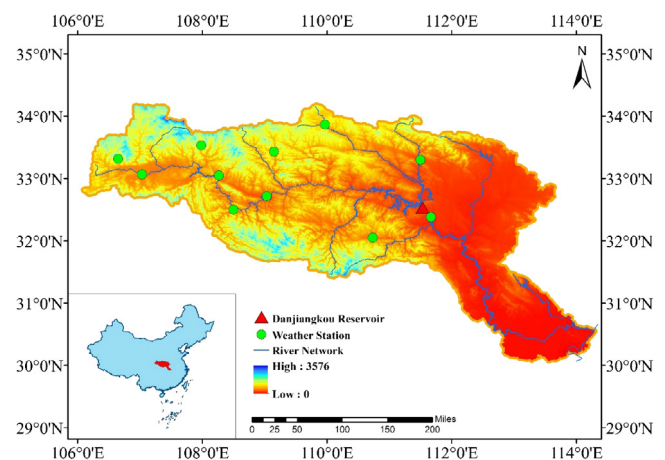 106°0'E 108°0'E 110°0'E 112°0'E 114°0'E
35°0'N 35°0'N
N
34°0'N 34°0'N
33°0'N 33°0'N
32°0'N 32°0'N
31°0'N 31°0'N
Danjiangkou Reservoir
Weather Station
River Network
30°0'N 30°0'N
High : 3576
Low : 0
Miles
0 25 50 100 150 200
29°0'N 29°0'N
106°0'E 108°0'E 110°0'E 112°0'E 114°0'E